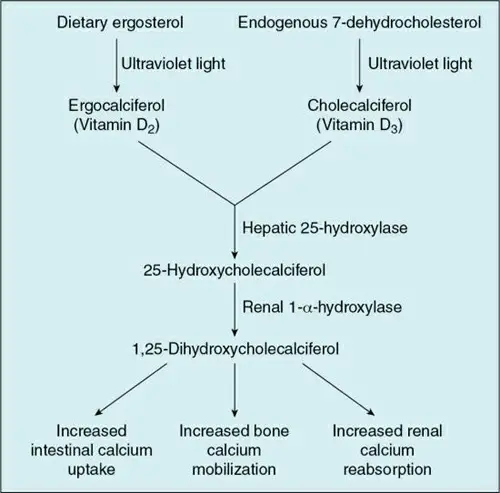 Dietary ergosterol
Endogenous 7-dehydrocholesterol
Ultraviolet light
Ultraviolet light
Ergocalciferol
(Vitamin D₂)
Cholecalciferol
(Vitamin D₃)
Hepatic 25-hydroxylase
25-Hydroxycholecalciferol
Renal 1-α-hydroxylase
1,25-Dihydroxycholecalciferol
Increased
intestinal calcium
uptake
Increased bone
calcium
mobilization
Increased renal
calcium
reabsorption